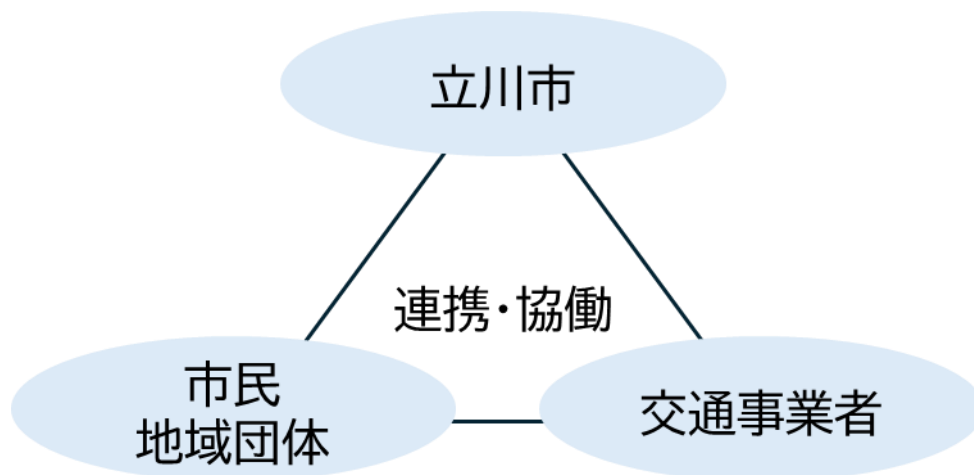 立川市
連携・協働
市民
地域団体
交通事業者